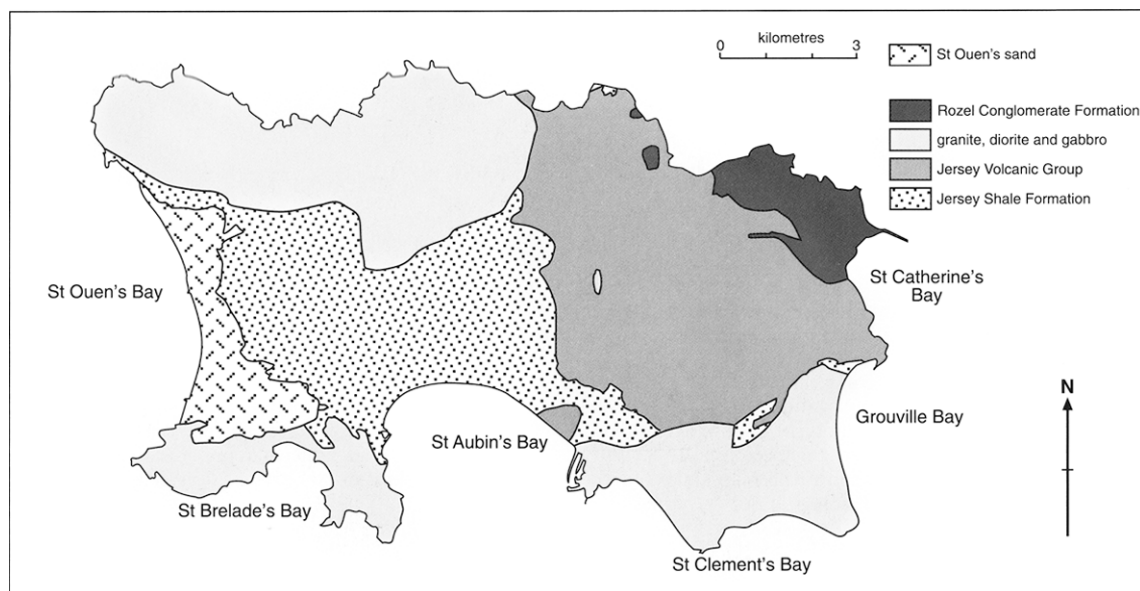 kilometres
0 3
St Ouen's sand
Rozel Conglomerate Formation
granite, diorite and gabbro
Jersey Volcanic Group
Jersey Shale Formation
St Ouen's Bay
St Catherine's
Bay
N
Grouville Bay
St Aubin's Bay
St Brelade's Bay
St Clement's Bay